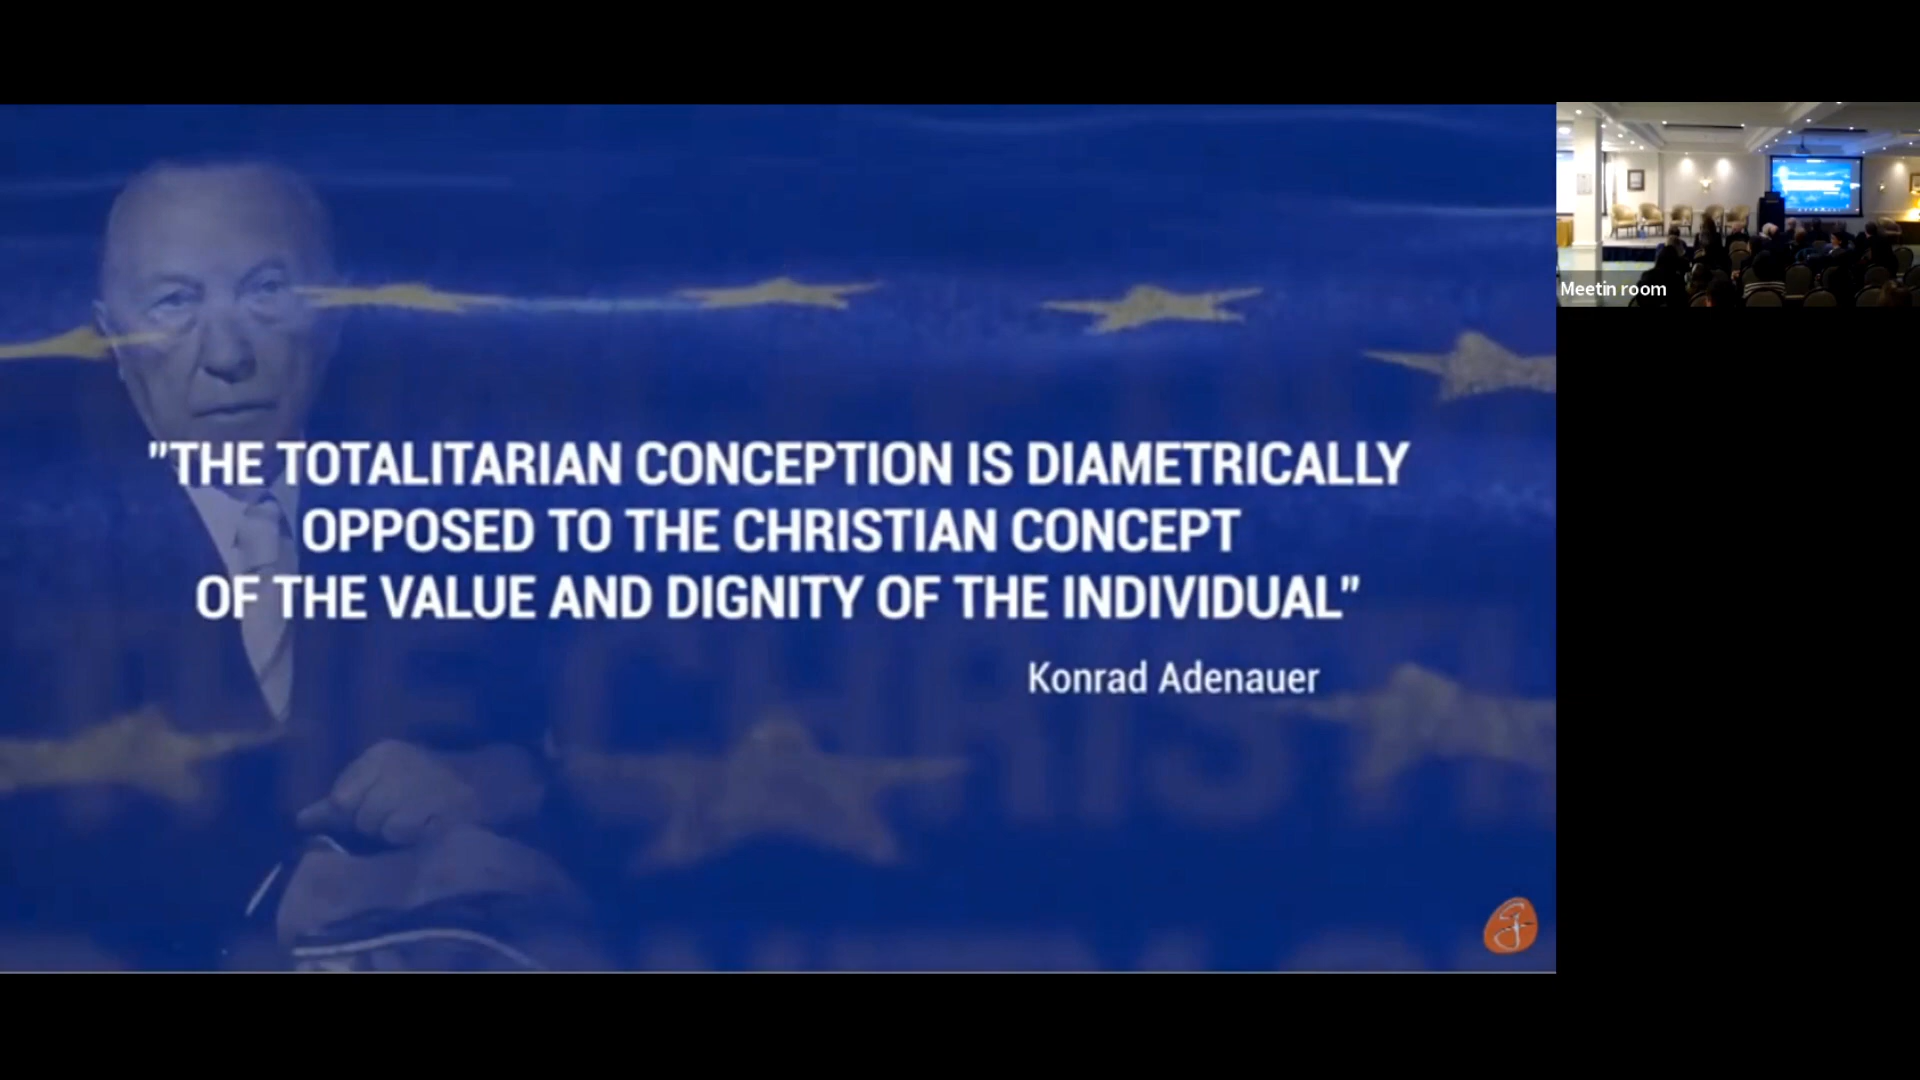 "THE TOTALITARIAN CONCEPTION IS DIAMETRICALLY
OPPOSED TO THE CHRISTIAN CONCEPT
OF THE VALUE AND DIGNITY OF THE INDIVIDUAL"
Konrad Adenauer
Meetin room